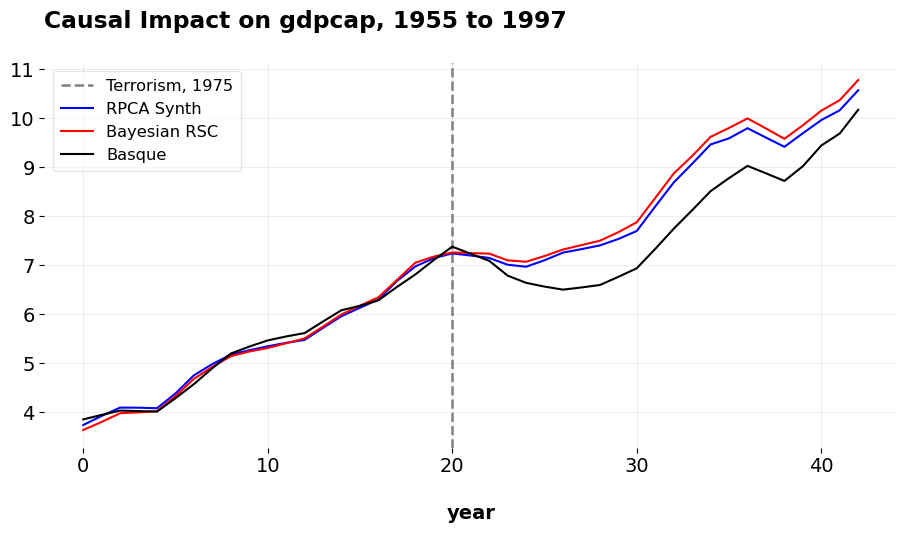 Causal Impact on gdpcap, 1955 to 1997
11
10
9
8
7
6
5
4
Terrorism, 1975
RPCA Synth
Bayesian RSC
Basque
0 10 20 30 40
year